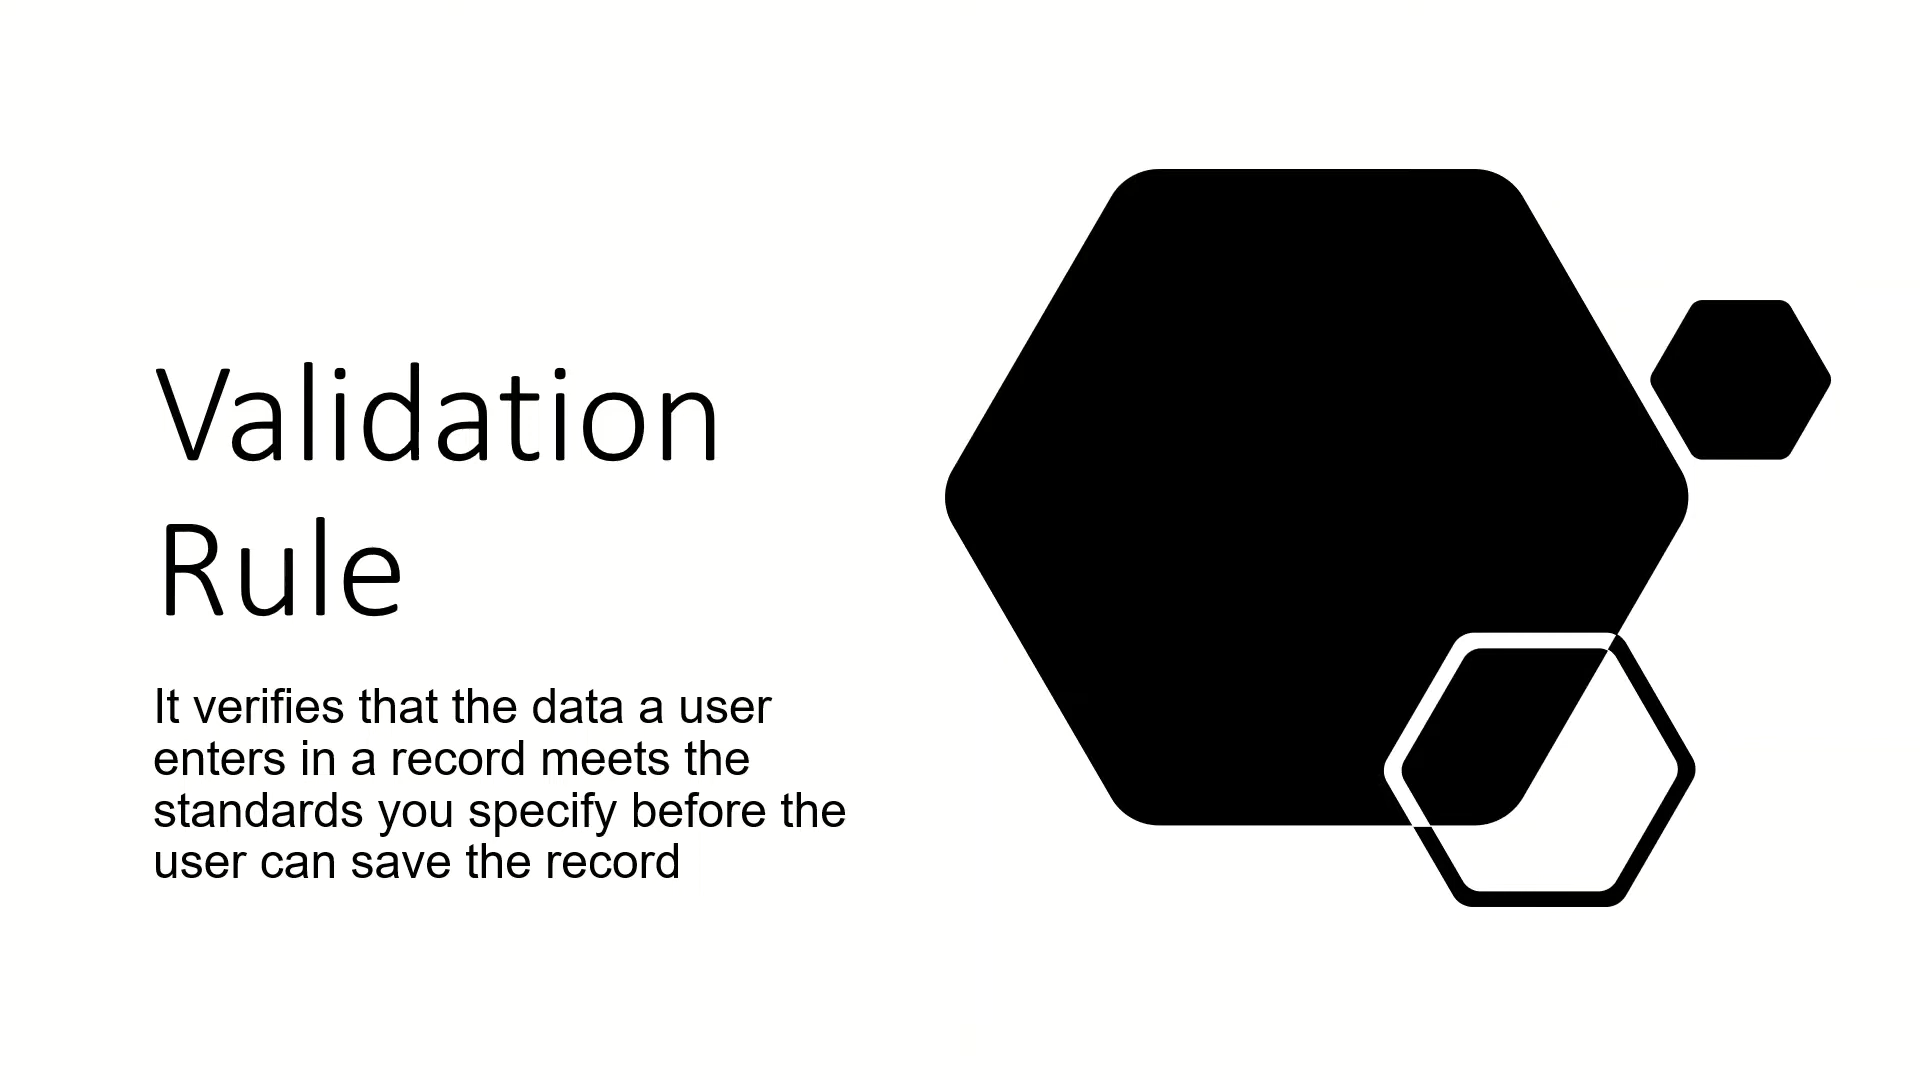 Validation
Rule
It verifies that the data a user
enters in a record meets the
standards you specify before the
user can save the record